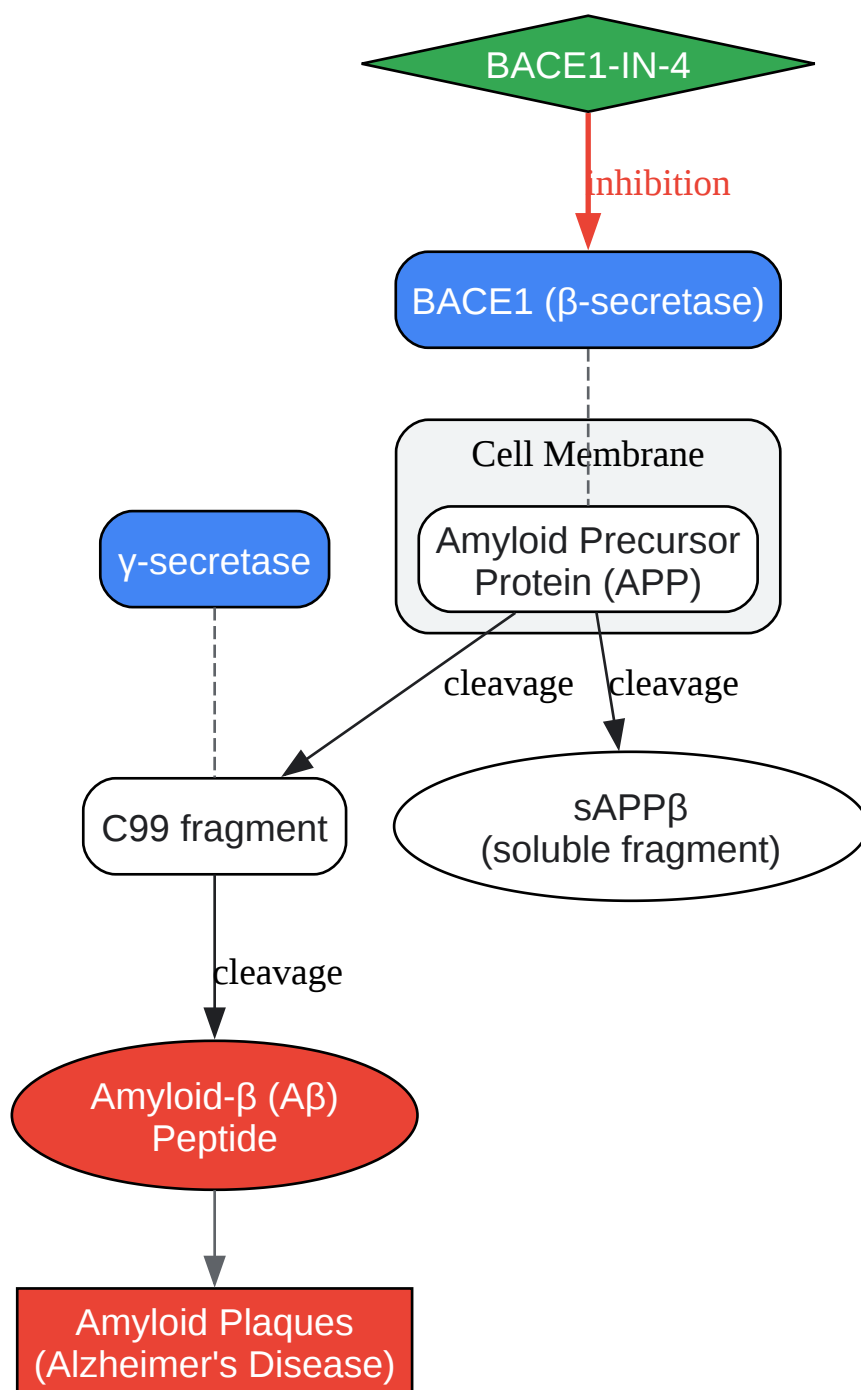 BACE1-IN-4
inhibition
BACE1 (β-secretase)
Cell Membrane
Amyloid Precursor
Protein (APP)
γ-secretase
cleavage
cleavage
C99 fragment
sAPPβ
(soluble fragment)
cleavage
Amyloid-β (Aβ)
Peptide
Amyloid Plaques
(Alzheimer's Disease)